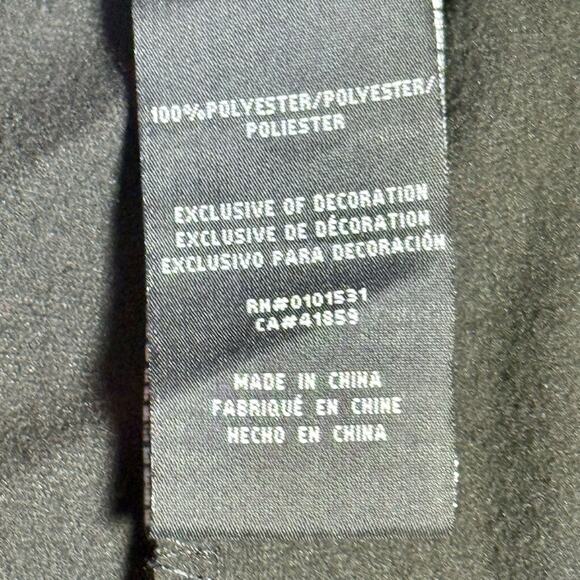 100%POLYESTER/POLYESTER/
POLIESTER
EXCLUSIVE OF DECORATION
EXCLUSIVE DE DÉCORATION
EXCLUSIVO PARA DECORACIÓN
RH#0101531
CA#41859
MADE IN CHINA
FABRIQUÉ EN CHINE
HECHO EN CHINA